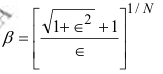 β = [ (√(1+∈²) + 1) / ∈ ]^{1/N}